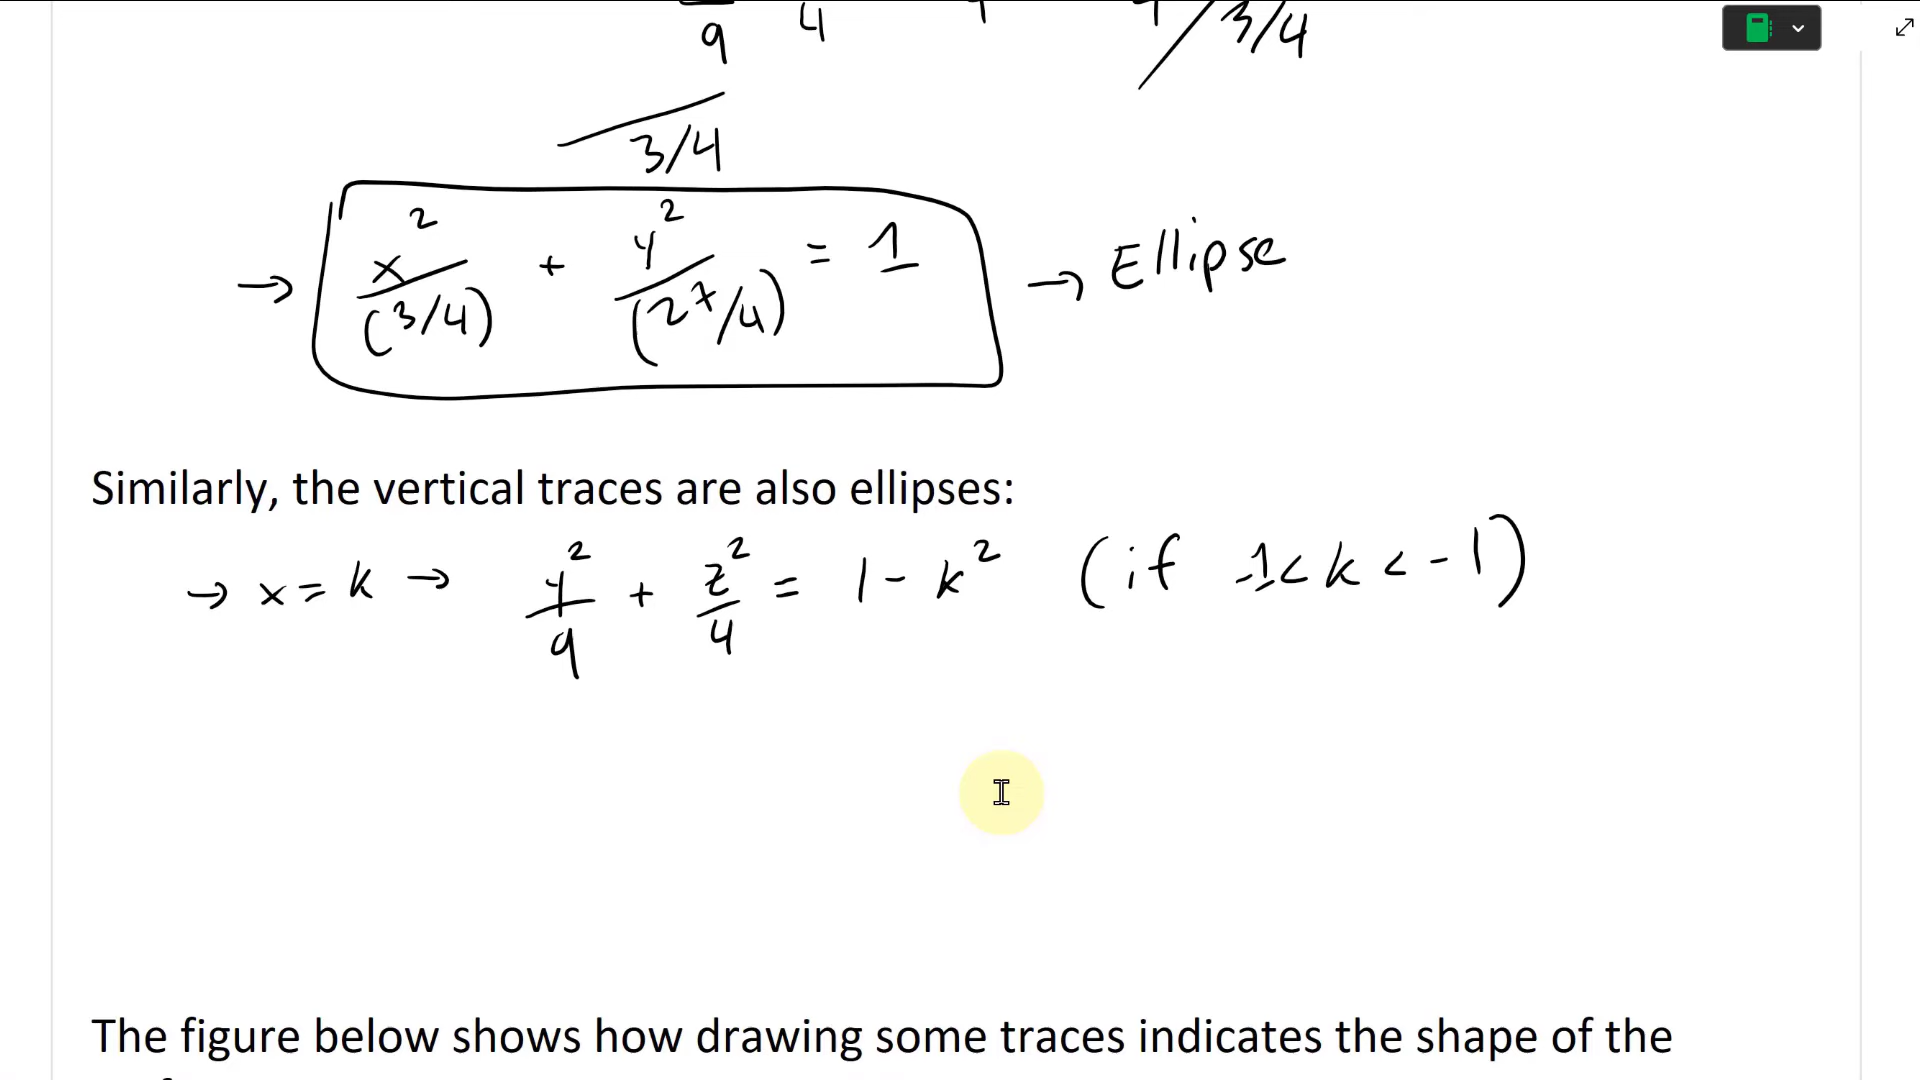 9 4 3/4
3/4
→ x²/(3/4) + y²/(27/4) = 1 → Ellipse
Similarly, the vertical traces are also ellipses:
→ x = k → y²/9 + z²/4 = 1 - k² (if -1 < k < -1)
The figure below shows how drawing some traces indicates the shape of the